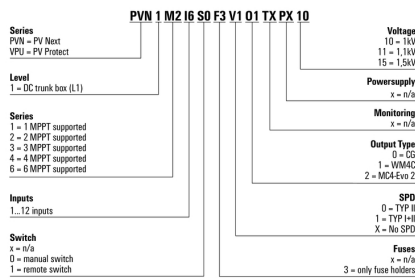 PVN 1 M2 I6 S0 F3 V1 O1 TX PX 10
Series
PVN = PV Next
VPU = PV Protect
Level
1 = DC trunk box (L1)
Series
1 = 1 MPPT supported
2 = 2 MPPT supported
3 = 3 MPPT supported
4 = 4 MPPT supported
6 = 6 MPPT supported
Inputs
1...12 inputs
Switch
x = n/a
0 = manual switch
1 = remote switch
Voltage
10 = 1kV
11 = 1,1kV
15 = 1,5kV
Powersupply
x = n/a
Monitoring
x = n/a
Output Type
0 = CG
1 = WM4C
2 = MC4-Evo 2
SPD
0 = TYP II
1 = TYP I+II
X = No SPD
Fuses
x = n/a
3 = only fuse holders